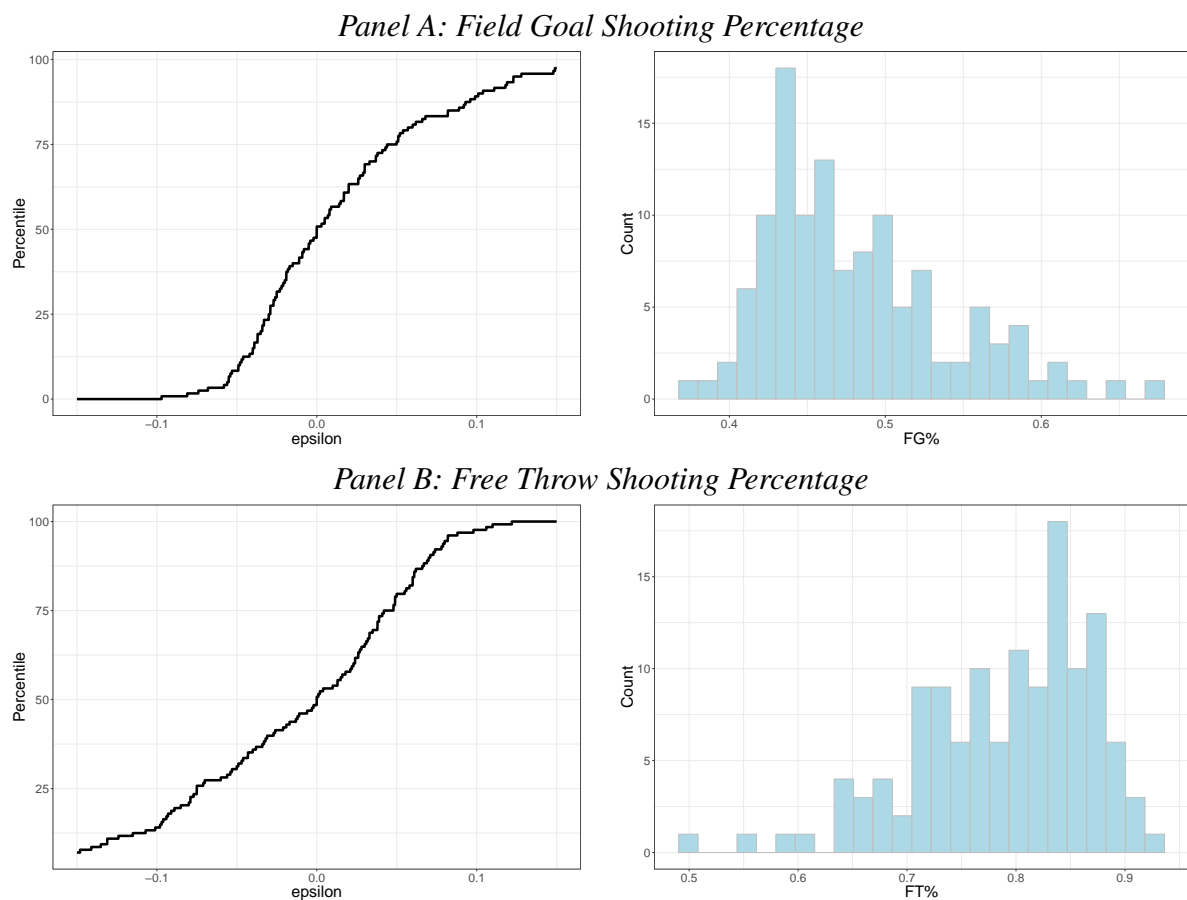 Panel A: Field Goal Shooting Percentage
100
75
50
25
0
Percentile
−0.1 0.0 0.1
epsilon
15
10
5
0
Count
0.4 0.5 0.6
FG%
Panel B: Free Throw Shooting Percentage
100
75
50
25
Percentile
−0.1 0.0 0.1
epsilon
15
10
5
0
Count
0.5 0.6 0.7 0.8 0.9
FT%